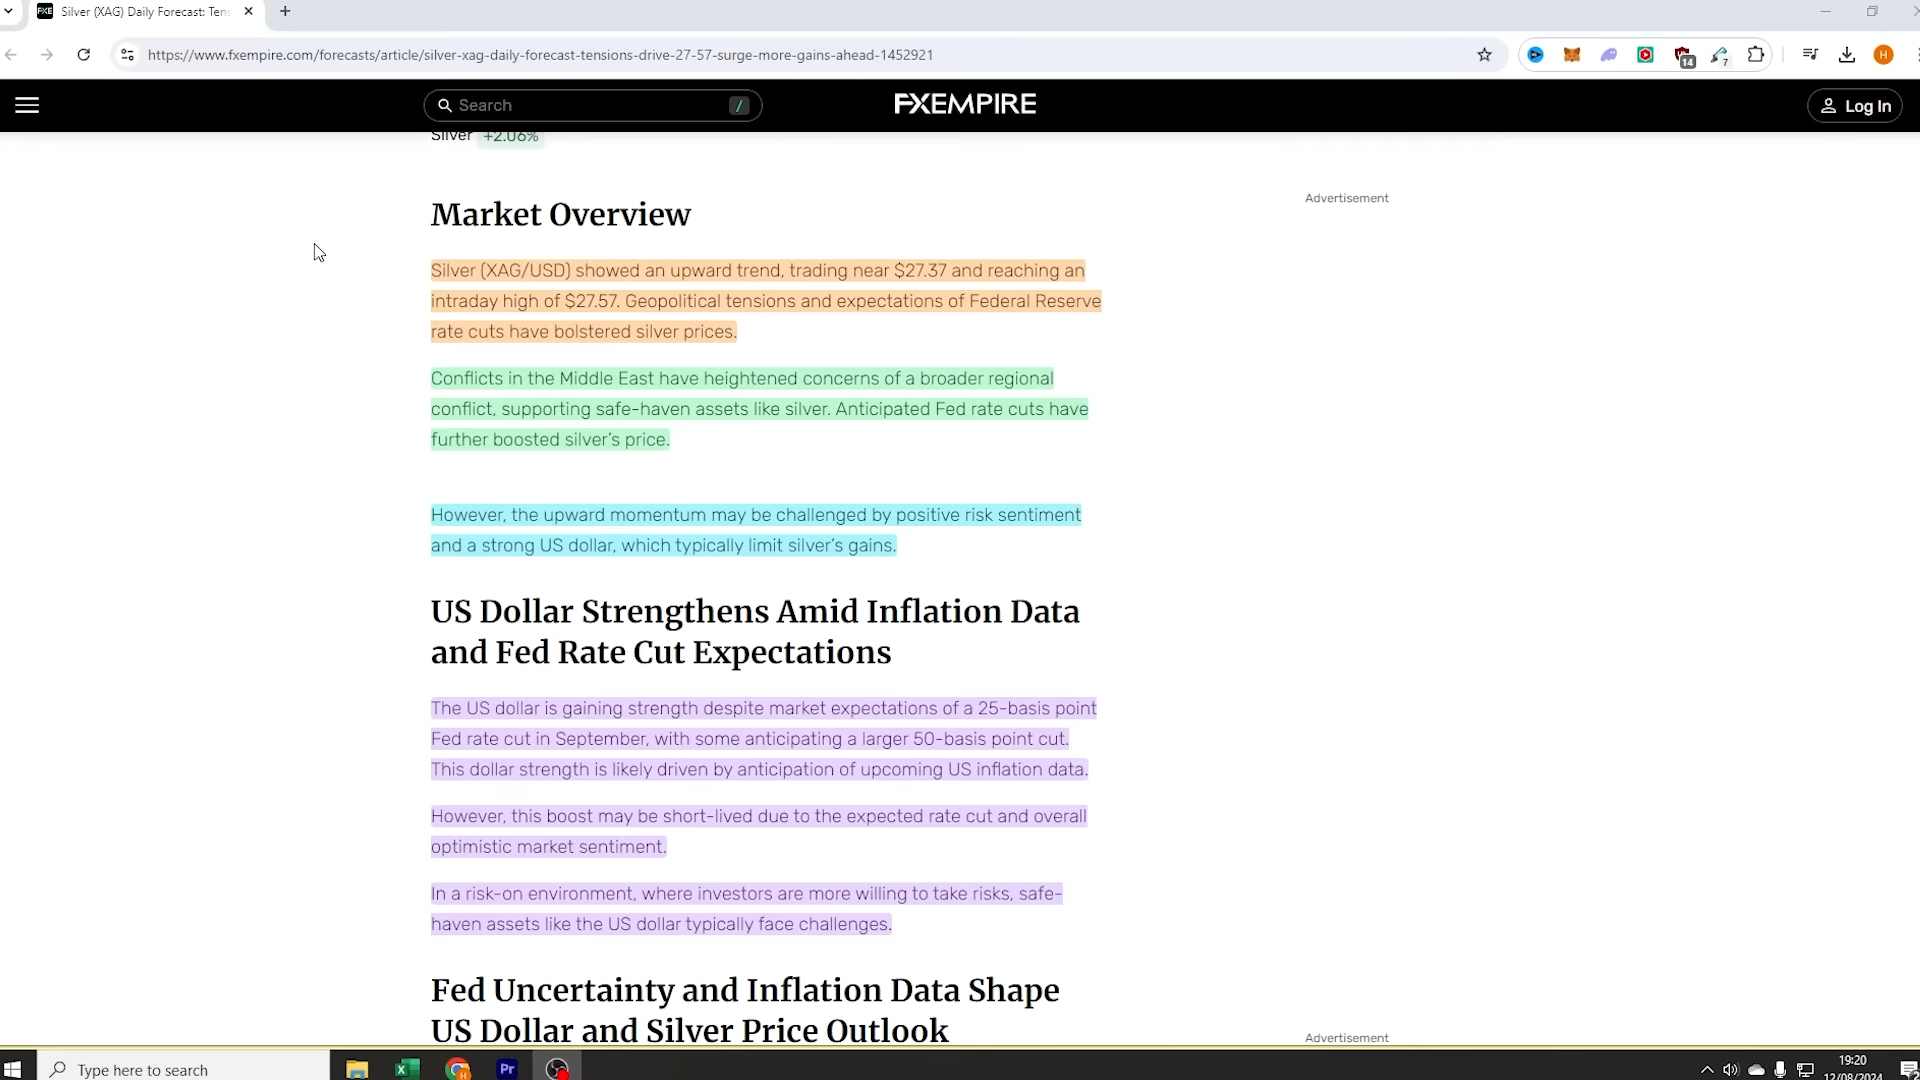 Silver (XAG) Daily Forecast: Tens
https://www.fxempire.com/forecasts/article/silver-xag-daily-forecast-tensions-drive-27-57-surge-more-gains-ahead-1452921
14
7
H
Search
/
FXEMPIRE
Log In
Silver +2.06%
Advertisement
Market Overview
Silver (XAG/USD) showed an upward trend, trading near $27.37 and reaching an
intraday high of $27.57. Geopolitical tensions and expectations of Federal Reserve
rate cuts have bolstered silver prices.
Conflicts in the Middle East have heightened concerns of a broader regional
conflict, supporting safe-haven assets like silver. Anticipated Fed rate cuts have
further boosted silver’s price.
However, the upward momentum may be challenged by positive risk sentiment
and a strong US dollar, which typically limit silver’s gains.
US Dollar Strengthens Amid Inflation Data
and Fed Rate Cut Expectations
The US dollar is gaining strength despite market expectations of a 25-basis point
Fed rate cut in September, with some anticipating a larger 50-basis point cut.
This dollar strength is likely driven by anticipation of upcoming US inflation data.
However, this boost may be short-lived due to the expected rate cut and overall
optimistic market sentiment.
In a risk-on environment, where investors are more willing to take risks, safe-
haven assets like the US dollar typically face challenges.
Fed Uncertainty and Inflation Data Shape
US Dollar and Silver Price Outlook
Advertisement
Type here to search
Pr
19:20
12/08/2024